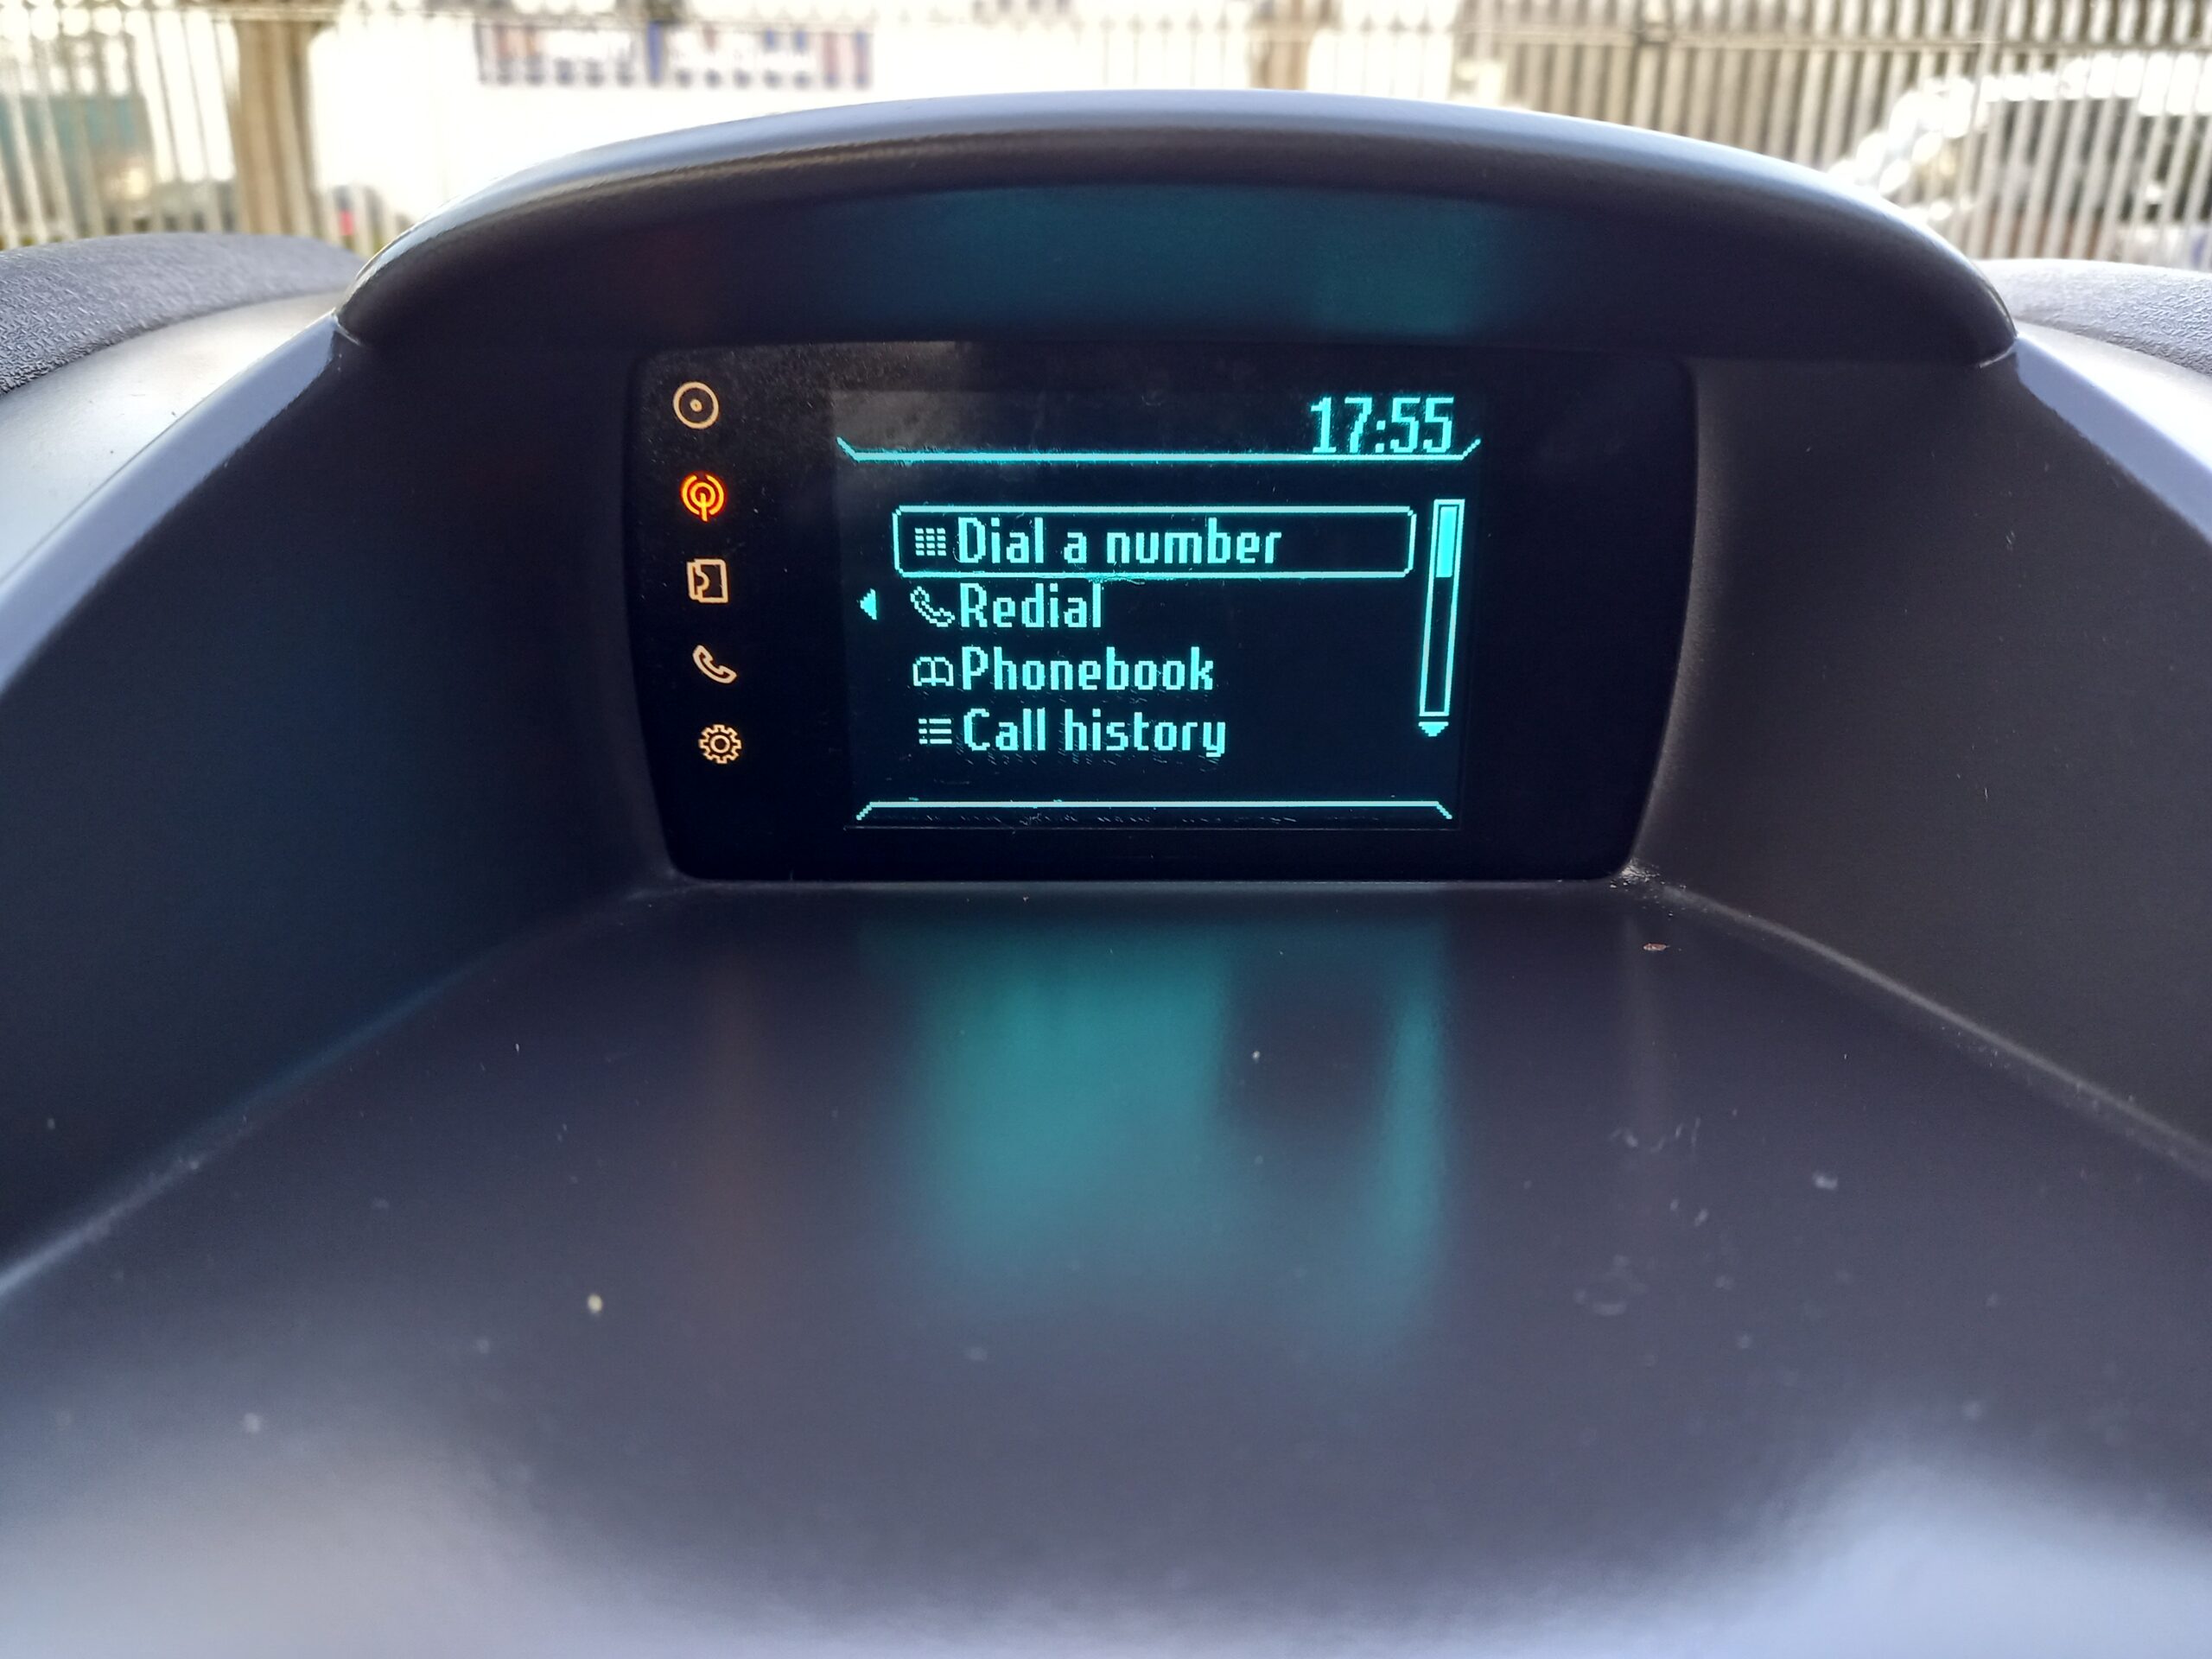 17:55
Dial a number
Redial
Phonebook
Call history